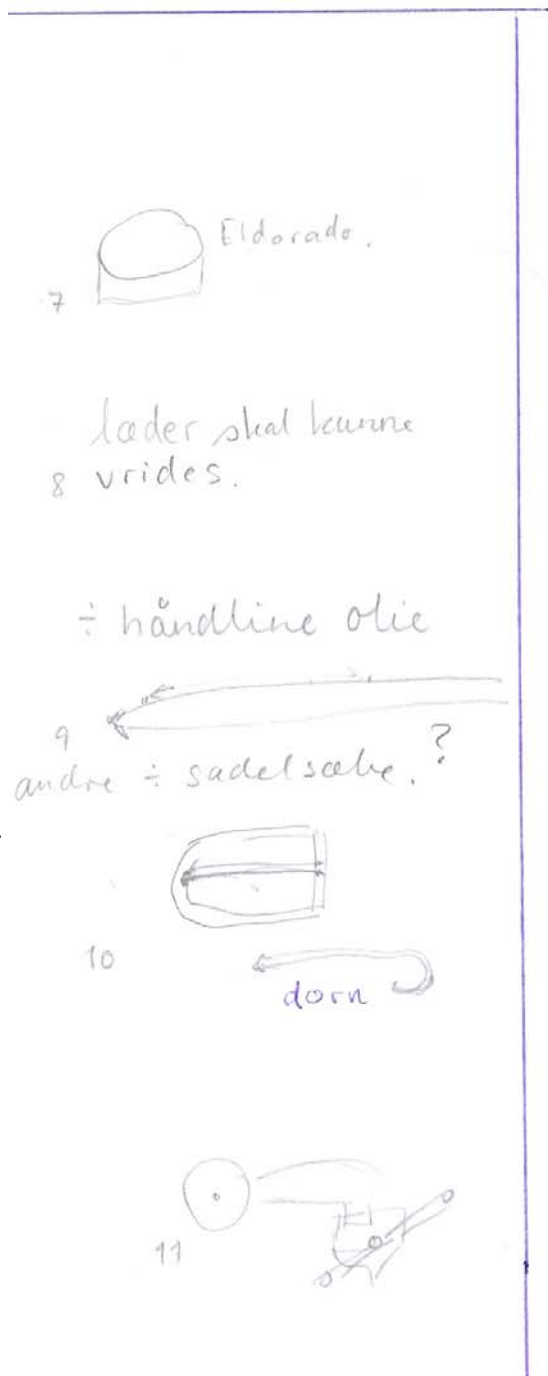 Eldorado.
7
læder skal kunne
8 vrides.
÷ håndline olie
9
andre ÷ sadelsæbe.?
10
dorn
11